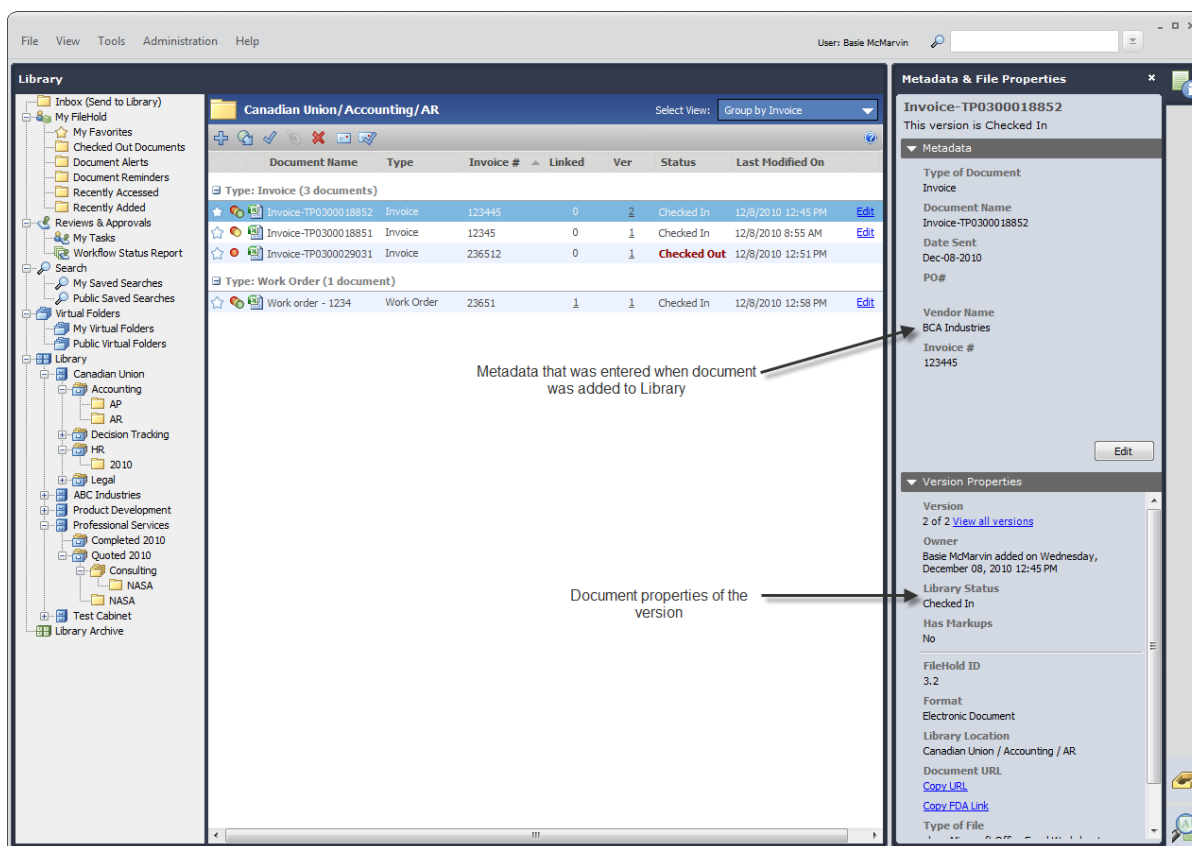 File View Tools Administration Help
User: Basie McMarvin
Library
Inbox (Send to Library)
My FileHold
My Favorites
Checked Out Documents
Document Alerts
Document Reminders
Recently Accessed
Recently Added
Reviews & Approvals
My Tasks
Workflow Status Report
Search
My Saved Searches
Public Saved Searches
Virtual Folders
My Virtual Folders
Public Virtual Folders
Library
Canadian Union
Accounting
AP
AR
Decision Tracking
HR
2010
Legal
ABC Industries
Product Development
Professional Services
Completed 2010
Quoted 2010
Consulting
NASA
NASA
Test Cabinet
Library Archive
Canadian Union/Accounting/AR
Select View: Group by Invoice
Document Name Type Invoice # Linked Ver Status Last Modified On
Type: Invoice (3 documents)
Invoice-TP0300018852 Invoice 123445 0 2 Checked In 12/8/2010 12:45 PM Edit
Invoice-TP0300018851 Invoice 12345 0 1 Checked In 12/8/2010 8:55 AM Edit
Invoice-TP0300029031 Invoice 236512 0 1 Checked Out 12/8/2010 12:51 PM
Type: Work Order (1 document)
Work order - 1234 Work Order 23651 1 1 Checked In 12/8/2010 12:58 PM Edit
Metadata that was entered when document
was added to Library
Document properties of the
version
Metadata & File Properties
Invoice-TP0300018852
This version is Checked In
Metadata
Type of Document
Invoice
Document Name
Invoice-TP0300018852
Date Sent
Dec-08-2010
PO#
Vendor Name
BCA Industries
Invoice #
123445
Edit
Version Properties
Version
2 of 2 View all versions
Owner
Basie McMarvin added on Wednesday,
December 08, 2010 12:45 PM
Library Status
Checked In
Has Markups
No
FileHold ID
3.2
Format
Electronic Document
Library Location
Canadian Union / Accounting / AR
Document URL
Copy URL
Copy FDA Link
Type of File